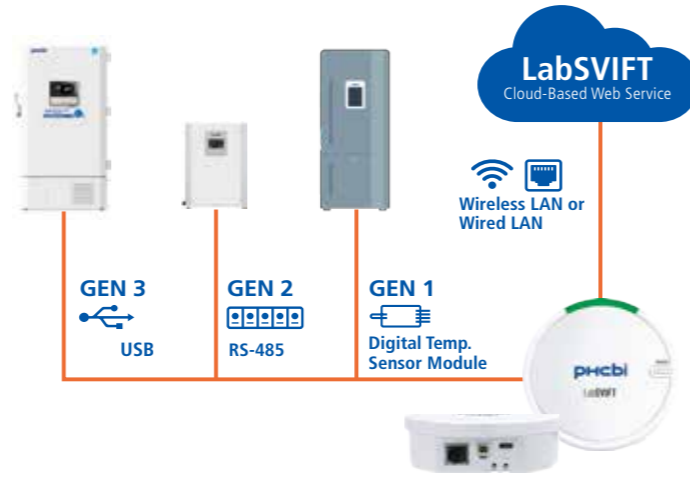 LabSVIFT
Cloud-Based Web Service
Wireless LAN or
Wired LAN
GEN 3
USB
GEN 2
RS-485
GEN 1
Digital Temp.
Sensor Module
PHCbi
LabSVIFT